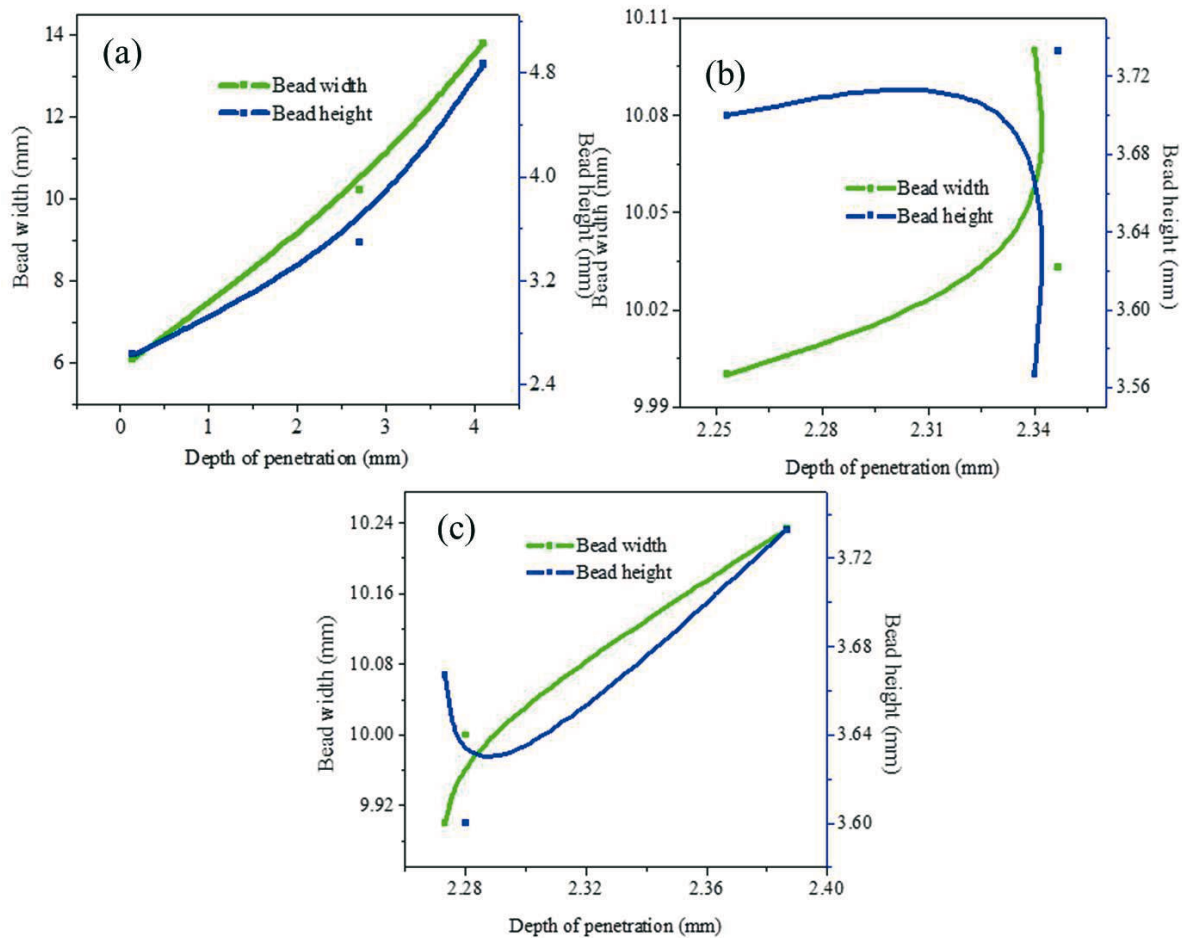 (a)
Bead width
Bead height
14
12
10
8
6
Bead width (mm)
4.8
4.0
3.2
2.4
Bead height (mm)
0 1 2 3 4
Depth of penetration (mm)
(b)
Bead width
Bead height
10.11
10.08
10.05
10.02
9.99
Bead width (mm)
3.72
3.68
3.64
3.60
3.56
Bead height (mm)
2.25 2.28 2.31 2.34
Depth of penetration (mm)
(c)
Bead width
Bead height
10.24
10.16
10.08
10.00
9.92
Bead width (mm)
3.72
3.68
3.64
3.60
Bead height (mm)
2.28 2.32 2.36 2.40
Depth of penetration (mm)